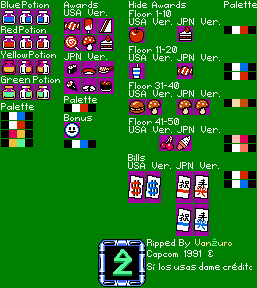 BluePotion
Awards
USA Ver.
Hide Awards
Palette
Floor 1-10
USA Ver. JPN Ver.
RedPotion
Floor 11-20
USA Ver. JPN Ver.
YellowPotion
JPN Ver.
GreenPotion
Floor 31-40
USA Ver. JPN Ver.
Palette
Palette
Bonus
Floor 41-50
USA Ver. JPN Ver.
Bills
USA Ver. JPN Ver.
$ $
Ripped By Van2uro
Capcom 1991 ©
Si los usas dame credito
2